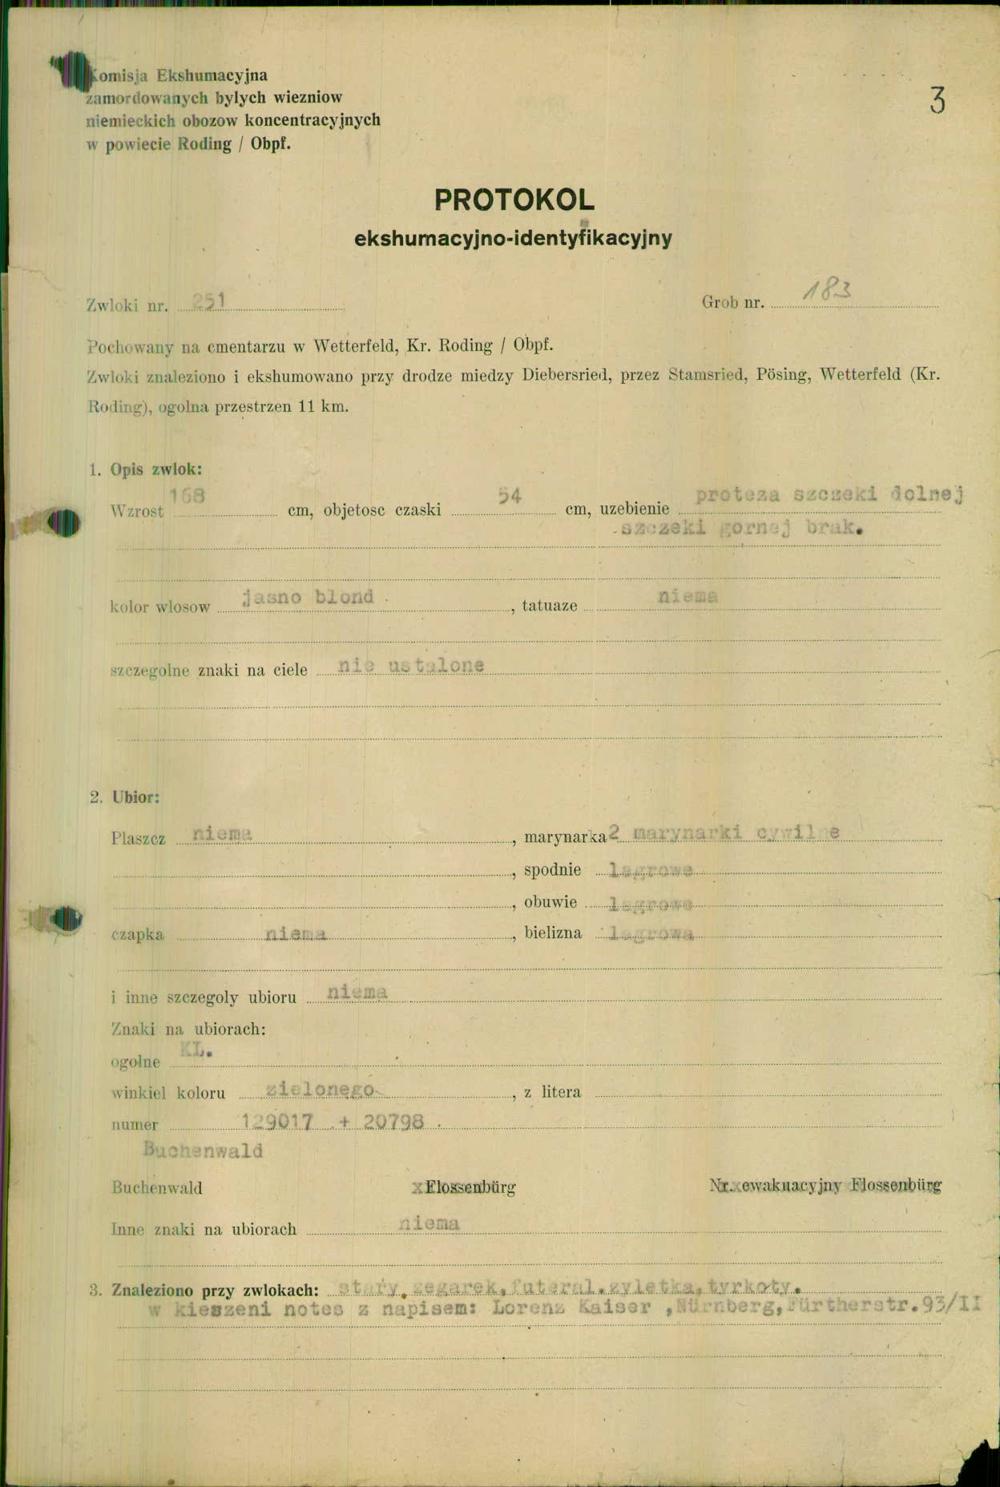 Komisja Ekshumacyjna
zamordowanych bylych wiezniow
niemieckich obozow koncentracyjnych
w powiecie Roding / Obpf.
3
PROTOKOL
ekshumacyjno-identyfikacyjny
Zwloki nr. 251 Grob nr. 183
Pochowany na cmentarzu w Wetterfeld, Kr. Roding / Obpf.
Zwloki znaleziono i ekshumowano przy drodze miedzy Diebersried, przez Stamsried, Pösing, Wetterfeld (Kr.
Roding), ogolna przestrzen 11 km.
1. Opis zwlok:
Wzrost 168 cm, objetosc czaski 54 cm, uzebienie proteza szczeki dolnej
szczeki gornej brak.
kolor wlosow jasno blond , tatuaze niema
szczegolne znaki na ciele nie ustalone
2. Ubior:
Plaszcz niema , marynarka 2 marynarki cywilne
, spodnie lagrowe
, obuwie lagrowe
czapka niema , bielizna lagrowa
i inne szczegoly ubioru niema
Znaki na ubiorach:
ogolne KL.
winkiel koloru zielonego , z litera
numer 129017 + 20798
Buchenwald
Buchenwald Flossenbürg Nr. ewakuacyjny Flossenbürg
Inne znaki na ubiorach niema
3. Znaleziono przy zwlokach: zegarek, futeral. zyletka,
w kieszeni notes z napisem: Lorenz Kaiser , Nürnberg, Fürtherstr. 93/II